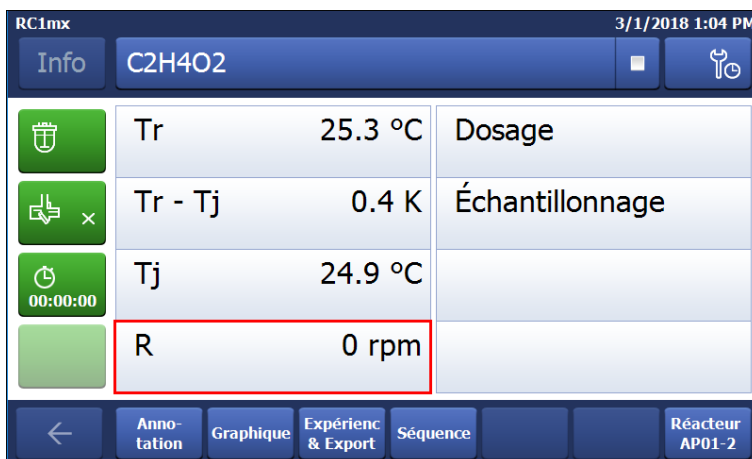 RC1mx 3/1/2018 1:04 PM
Info C2H4O2
Tr 25.3 °C Dosage
Tr - Tj 0.4 K Échantillonnage
Tj 24.9 °C
00:00:00
R 0 rpm
Anno-
tation
Graphique
Expérienc
& Export
Séquence
Réacteur
AP01-2